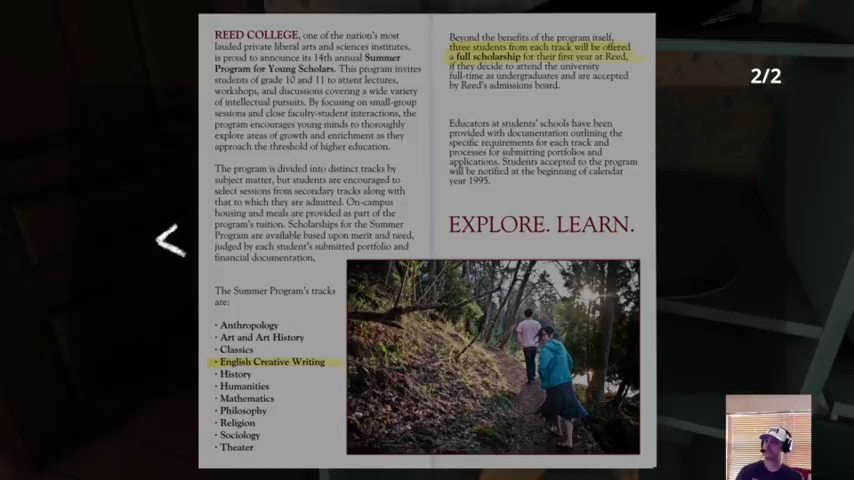 REED COLLEGE, one of the nation's most
lauded private liberal arts and sciences institutes,
is proud to announce its 14th annual Summer
Program for Young Scholars. This program invites
students of grade 10 and 11 to attent lectures,
workshops, and discussions covering a wide variety
of intellectual pursuits. By focusing on small-group
sessions and close faculty-student interactions, the
program encourages young minds to thoroughly
explore areas of growth and enrichment as they
approach the threshold of higher education.
The program is divided into distinct tracks by
subject matter, but students are encouraged to
select sessions from secondary tracks along with
that to which they are admitted. On-campus
housing and meals are provided as part of the
program's tuition. Scholarships for the Summer
Program are available based upon merit and need,
judged by each student's submitted portfolio and
financial documentation,
The Summer Program's tracks
are:
· Anthropology
· Art and Art History
· Classics
· English Creative Writing
· History
· Humanities
· Mathematics
· Philosophy
· Religion
· Sociology
· Theater
Beyond the benefits of the program itself,
three students from each track will be offered
a full scholarship for their first year at Reed,
if they decide to attend the university
full-time as undergraduates and are accepted
by Reed's admissions board.
Educators at students' schools have been
provided with documentation outlining the
specific requirements for each track and
processes for submitting portfolios and
applications. Students accepted to the program
will be notified at the beginning of calendar
year 1995.
EXPLORE. LEARN.
2/2